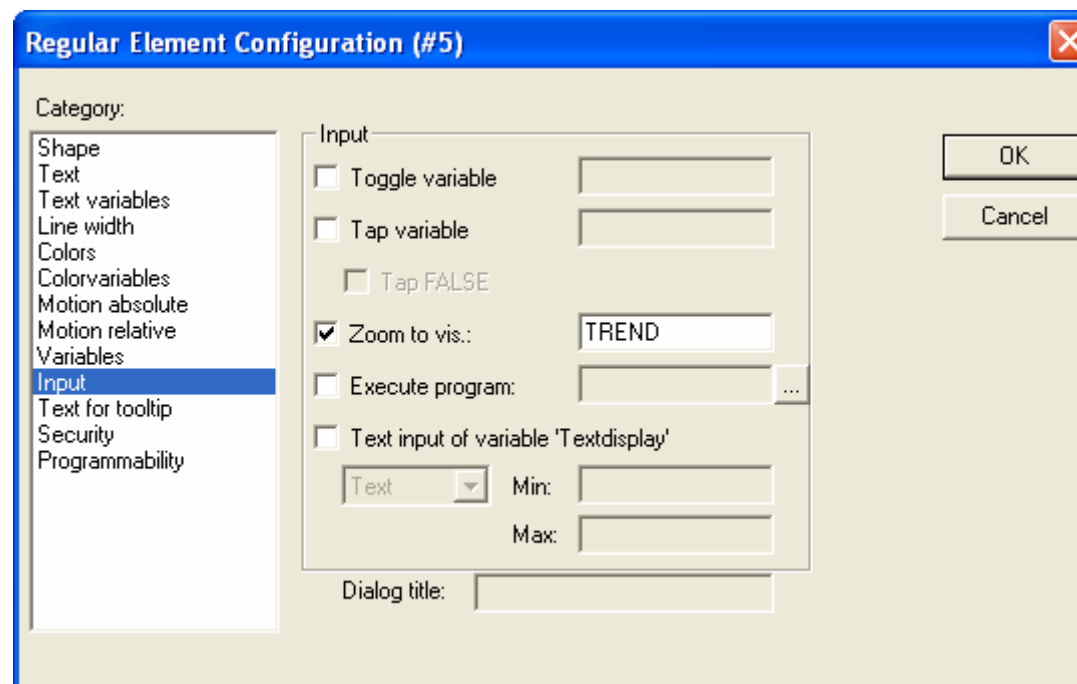 Regular Element Configuration (#5)
Category:
Shape
Text
Text variables
Line width
Colors
Colorvariables
Motion absolute
Motion relative
Variables
Input
Text for tooltip
Security
Programmability
Input
Toggle variable
Tap variable
Tap FALSE
Zoom to vis.: TREND
Execute program: ...
Text input of variable 'Textdisplay'
Text Min:
Max:
Dialog title:
OK
Cancel